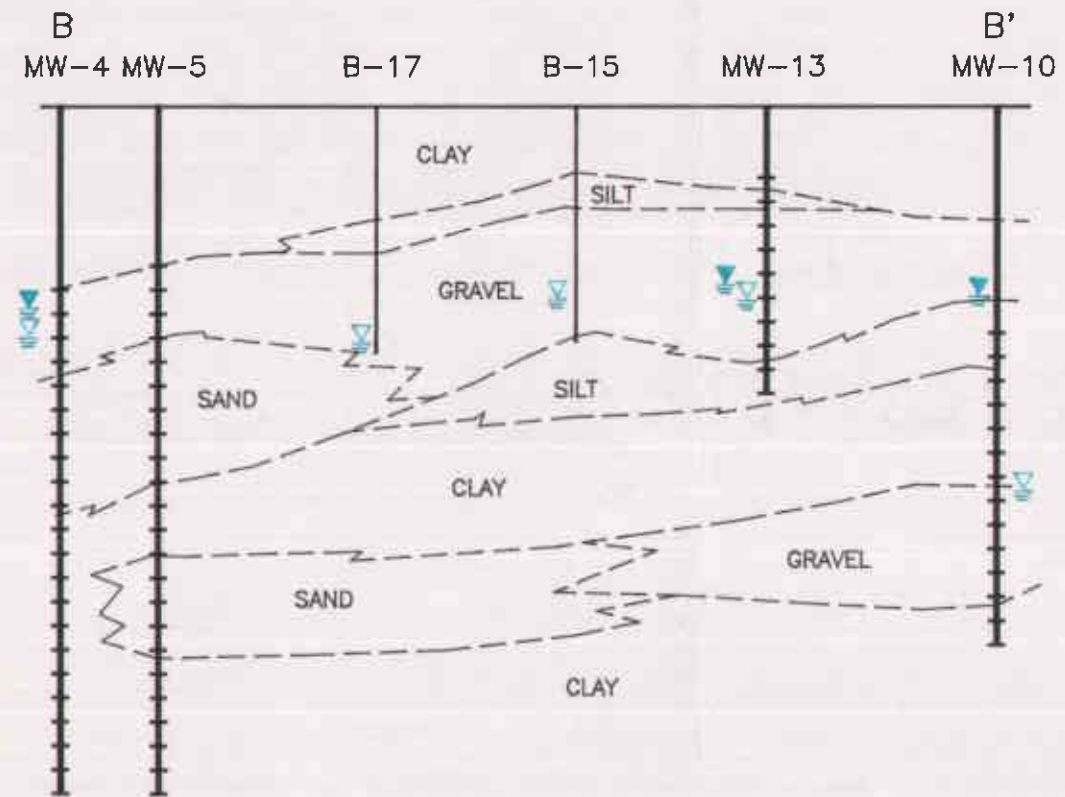 B B'
MW-4 MW-5 B-17 B-15 MW-13 MW-10
CLAY
SILT
GRAVEL
SAND
SILT
CLAY
GRAVEL
SAND
CLAY